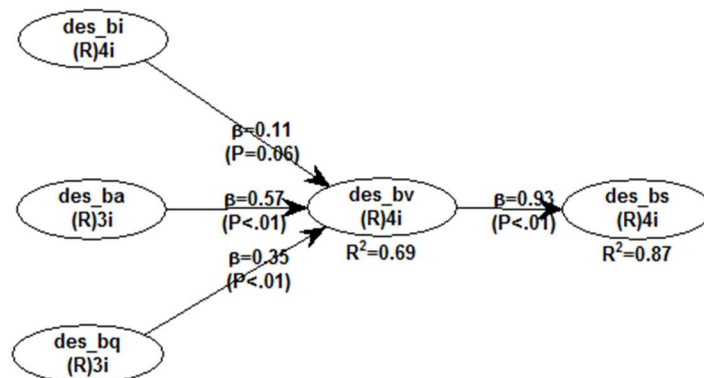 des_bi
(R)4i
β=0.11
(P=0.06)
des_ba
(R)3i
β=0.57
(P<.01)
des_bv
(R)4i
R²=0.69
β=0.93
(P<.01)
des_bs
(R)4i
R²=0.87
β=0.35
(P<.01)
des_bq
(R)3i